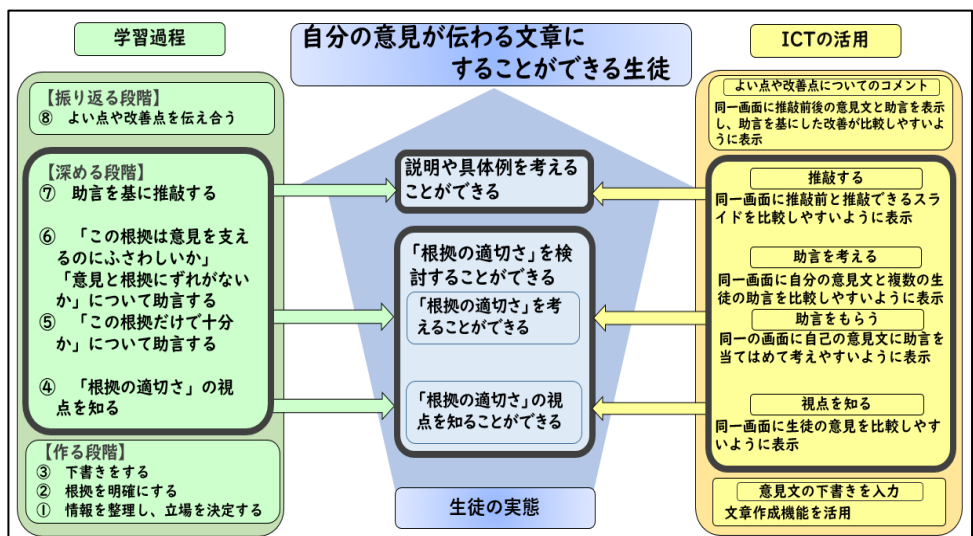 学習過程
【振り返る段階】
⑧　よい点や改善点を伝え合う
【深める段階】
⑦　助言を基に推敲する
⑥　「この根拠は意見を支え
るのにふさわしいか」
「意見と根拠にずれがない
か」について助言する
⑤　「この根拠だけで十分
か」について助言する
④　「根拠の適切さ」の視
点を知る
【作る段階】
③　下書きをする
②　根拠を明確にする
①　情報を整理し、立場を決定する
自分の意見が伝わる文章に
することができる生徒
説明や具体例を考える
ことができる
「根拠の適切さ」を検
討することができる
「根拠の適切さ」を考
えることができる
「根拠の適切さ」の視
点を知ることができる
生徒の実態
ICTの活用
よい点や改善点についてのコメント
同一画面に推敲前後の意見文と助言を表示
し、助言を基にした改善が比較しやすいよ
うに表示
推敲する
同一画面に推敲前と推敲できるスラ
イドを比較しやすいように表示
助言を考える
同一画面に自分の意見文と複数の生
徒の助言を比較しやすいように表示
助言をもらう
同一の画面に自己の意見文に助言を
当てはめて考えやすいように表示
視点を知る
同一画面に生徒の意見を比較しやす
いように表示
意見文の下書きを入力
文章作成機能を活用